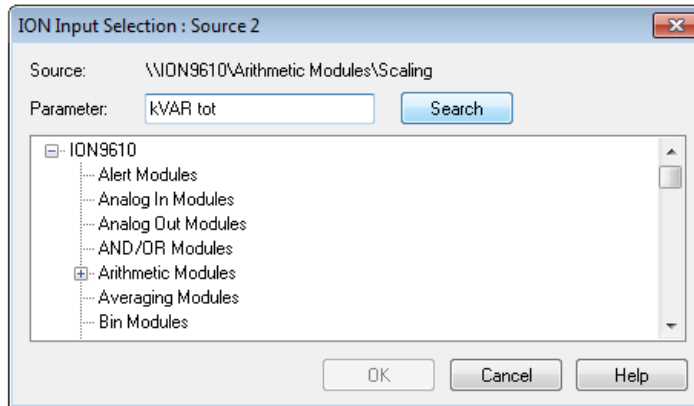 ION Input Selection : Source 2
Source: \\ION9610\Arithmetic Modules\Scaling
Parameter: kVAR tot Search
ION9610
Alert Modules
Analog In Modules
Analog Out Modules
AND/OR Modules
Arithmetic Modules
Averaging Modules
Bin Modules
OK Cancel Help